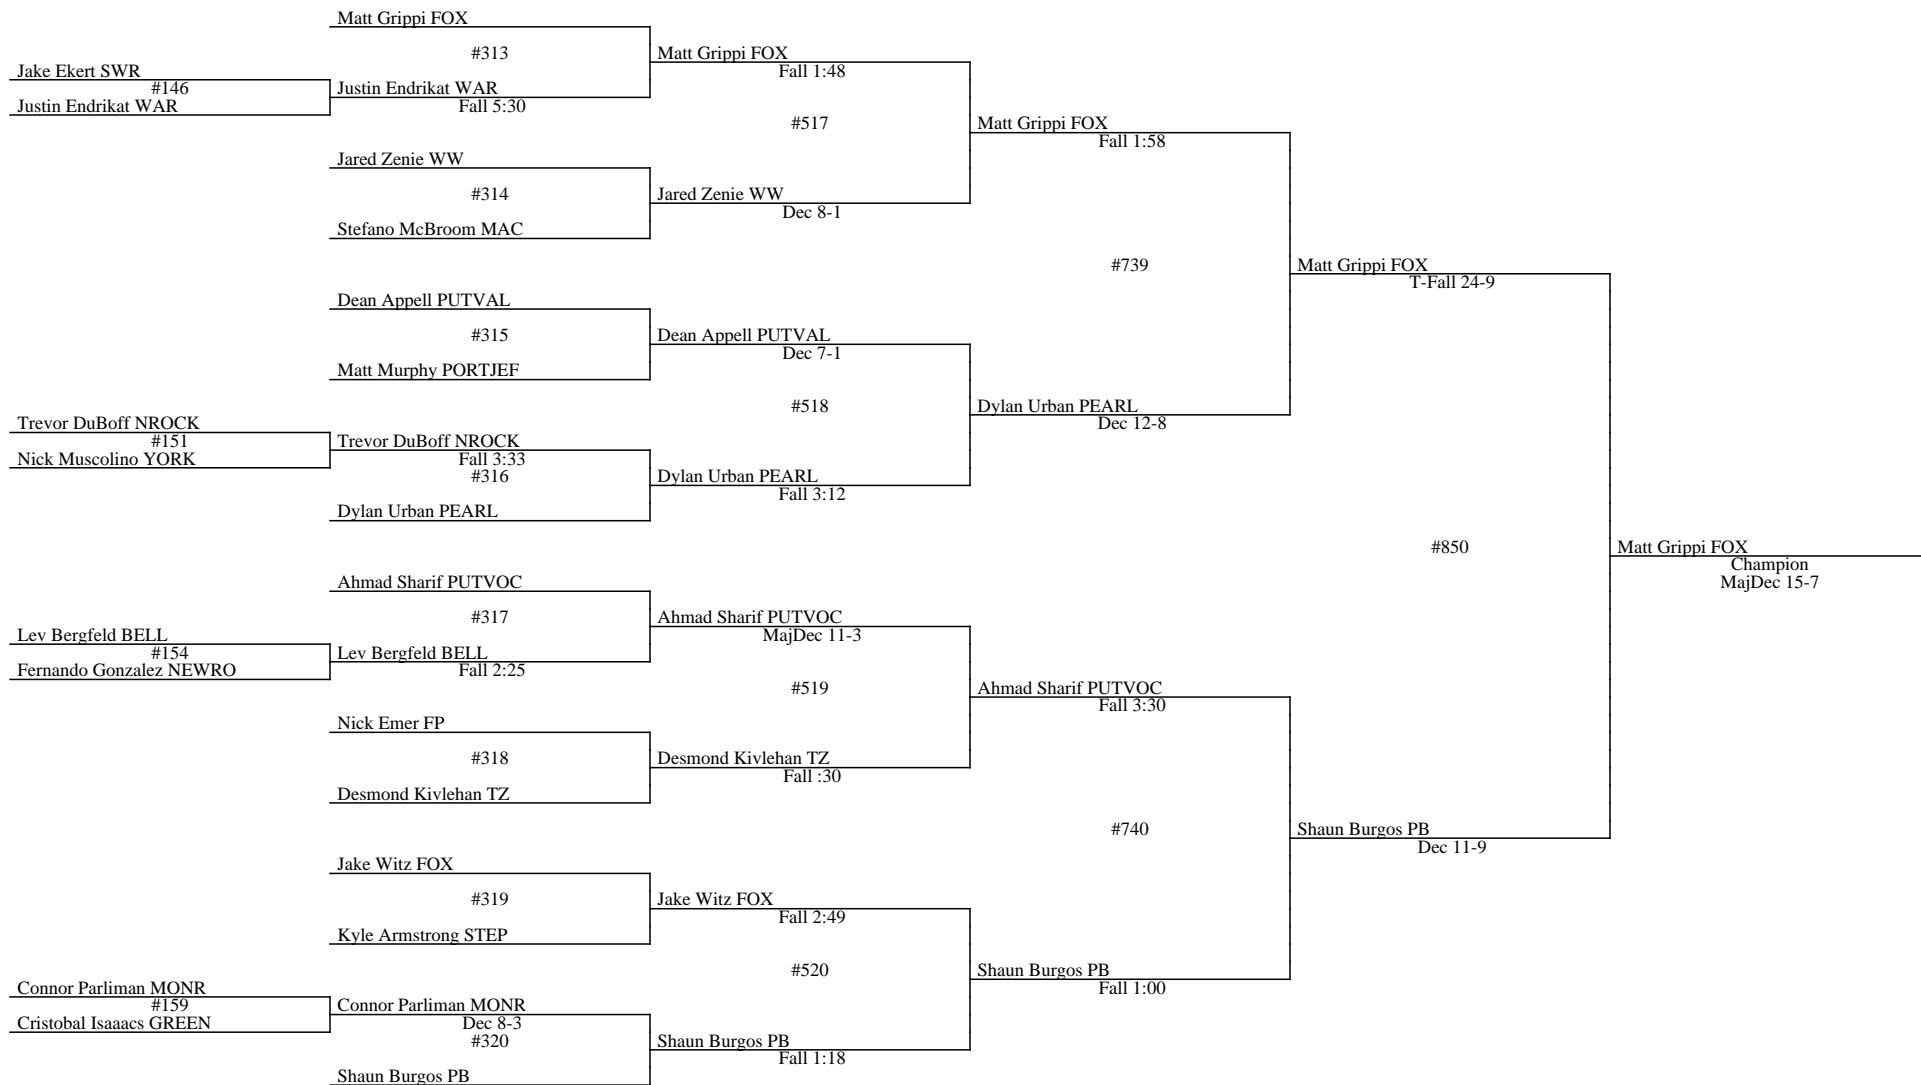 Matt Grippi FOX
#313
Matt Grippi FOX
Jake Ekert SWR
Fall 1:48
#146
Justin Endrikat WAR
Justin Endrikat WAR
Fall 5:30
#517
Matt Grippi FOX
Fall 1:58
Jared Zenie WW
#314
Jared Zenie WW
Dec 8-1
Stefano McBroom MAC
#739
Matt Grippi FOX
T-Fall 24-9
Dean Appell PUTVAL
#315
Dean Appell PUTVAL
Dec 7-1
Matt Murphy PORTJEF
#518
Dylan Urban PEARL
Dec 12-8
Trevor DuBoff NROCK
#151
Trevor DuBoff NROCK
Nick Muscolino YORK
Fall 3:33
#316
Dylan Urban PEARL
Fall 3:12
Dylan Urban PEARL
#850
Matt Grippi FOX
Champion
MajDec 15-7
Ahmad Sharif PUTVOC
#317
Ahmad Sharif PUTVOC
MajDec 11-3
Lev Bergfeld BELL
#154
Lev Bergfeld BELL
Fernando Gonzalez NEWRO
Fall 2:25
#519
Ahmad Sharif PUTVOC
Fall 3:30
Nick Emer FP
#318
Desmond Kivlehan TZ
Fall :30
Desmond Kivlehan TZ
#740
Shaun Burgos PB
Dec 11-9
Jake Witz FOX
#319
Jake Witz FOX
Fall 2:49
Kyle Armstrong STEP
#520
Shaun Burgos PB
Fall 1:00
Connor Parliman MONR
#159
Connor Parliman MONR
Cristobal Isaaacs GREEN
Dec 8-3
#320
Shaun Burgos PB
Fall 1:18
Shaun Burgos PB